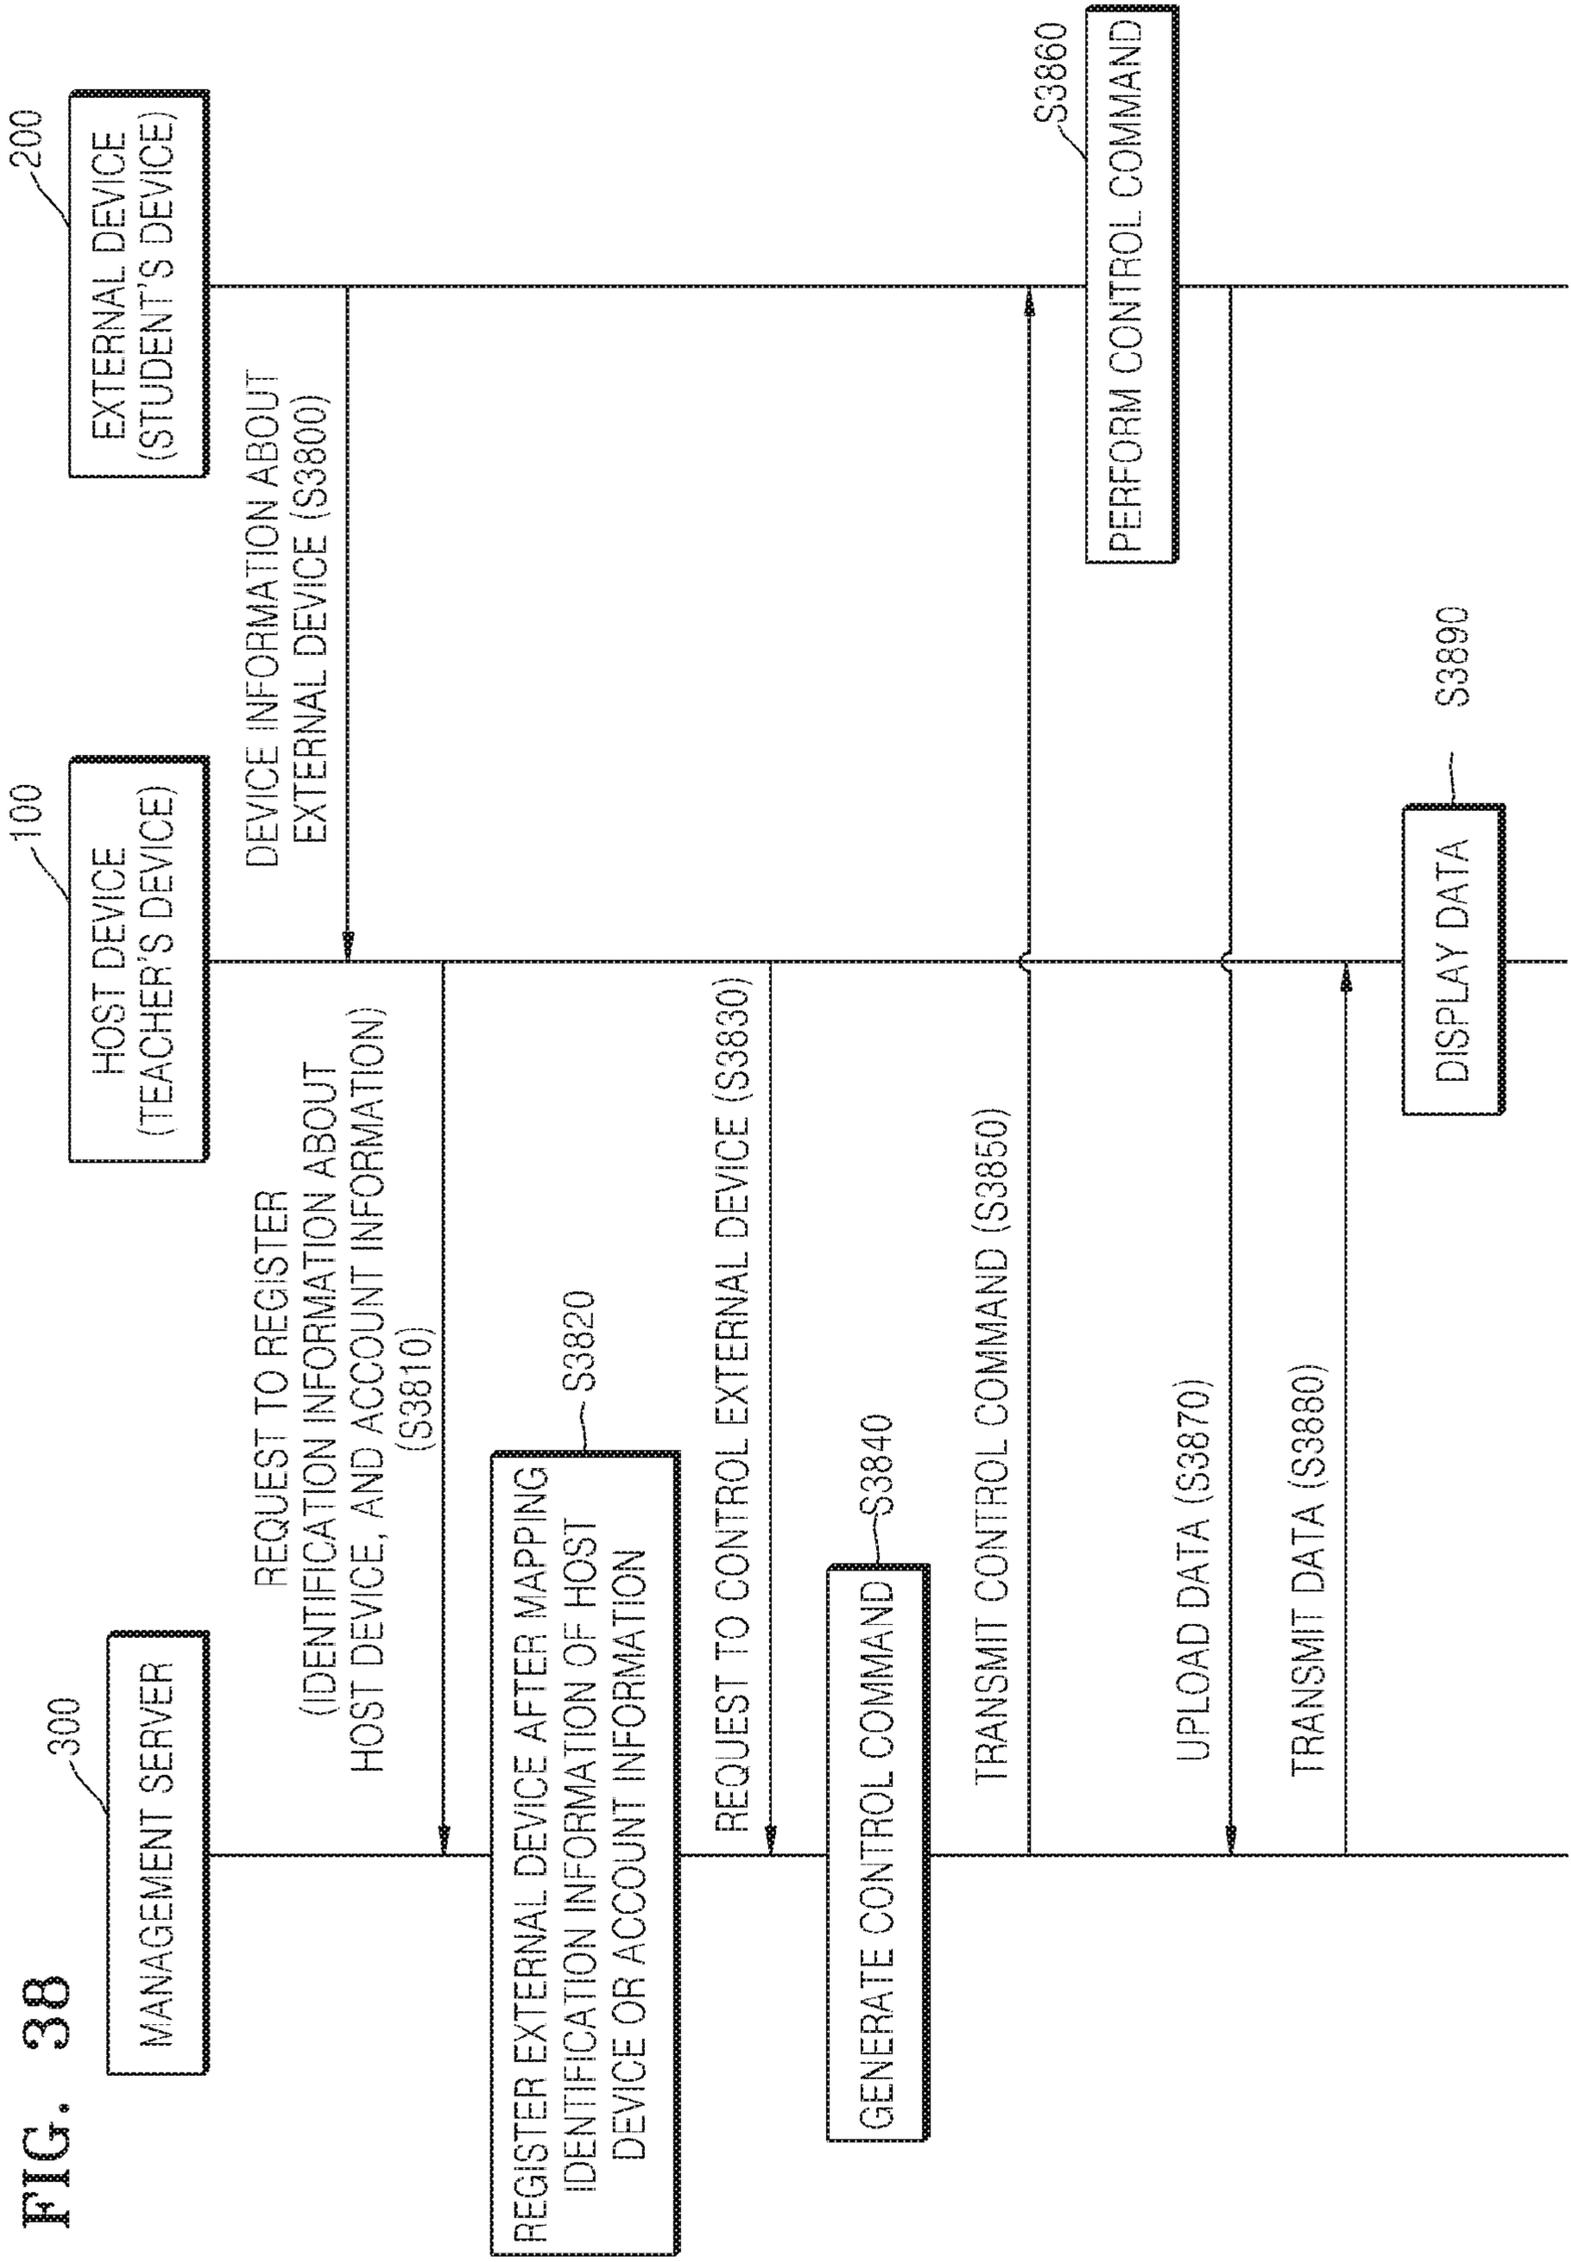 FIG. 38
300
MANAGEMENT SERVER
100
HOST DEVICE
(TEACHER'S DEVICE)
200
EXTERNAL DEVICE
(STUDENT'S DEVICE)
DEVICE INFORMATION ABOUT
EXTERNAL DEVICE (S3800)
REQUEST TO REGISTER
(IDENTIFICATION INFORMATION ABOUT
HOST DEVICE, AND ACCOUNT INFORMATION)
(S3810)
REGISTER EXTERNAL DEVICE AFTER MAPPING
IDENTIFICATION INFORMATION OF HOST
DEVICE OR ACCOUNT INFORMATION
S3820
REQUEST TO CONTROL EXTERNAL DEVICE (S3830)
GENERATE CONTROL COMMAND
S3840
TRANSMIT CONTROL COMMAND (S3850)
S3860
PERFORM CONTROL COMMAND
UPLOAD DATA (S3870)
TRANSMIT DATA (S3880)
DISPLAY DATA
S3890